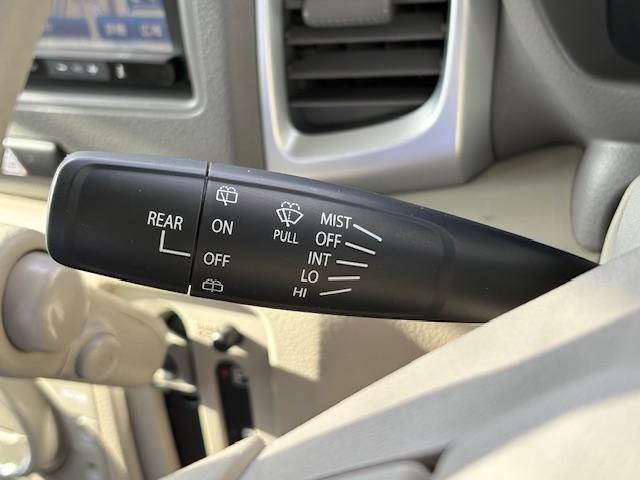 REAR
ON
OFF
PULL
MIST
OFF
INT
LO
HI